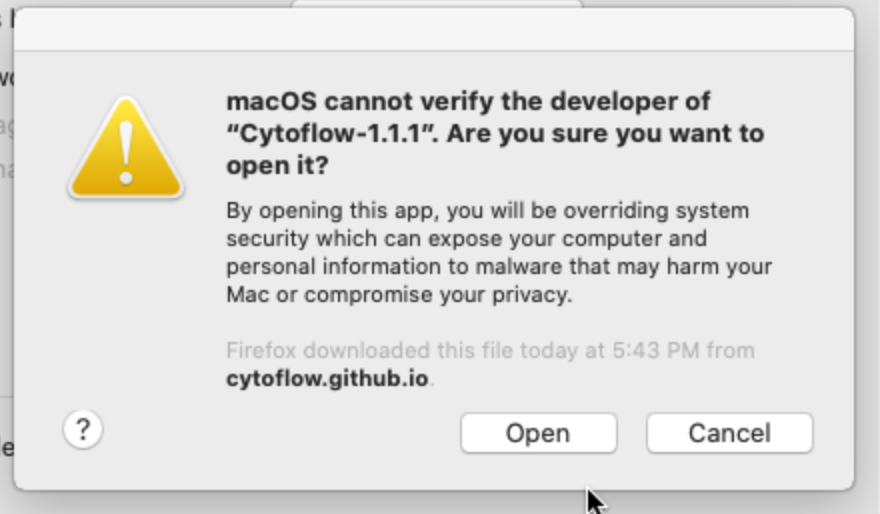 macOS cannot verify the developer of
“Cytoflow-1.1.1”. Are you sure you want to
open it?
By opening this app, you will be overriding system
security which can expose your computer and
personal information to malware that may harm your
Mac or compromise your privacy.
Firefox downloaded this file today at 5:43 PM from
cytoflow.github.io.
?
Open
Cancel